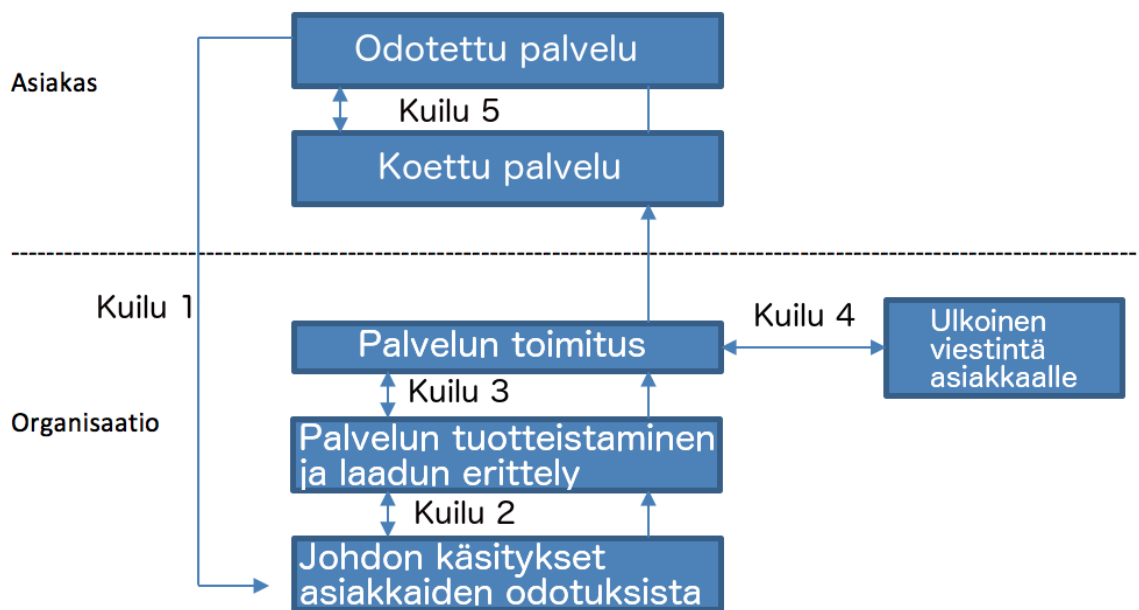 Odotettu palvelu
Asiakas
Kuilu 5
Koettu palvelu
Kuilu 1
Kuilu 4
Ulkoinen
viestintä
asiakkaalle
Palvelun toimitus
Kuilu 3
Organisaatio
Palvelun tuotteistaminen
ja laadun erittely
Kuilu 2
Johdon käsitykset
asiakkaiden odotuksista